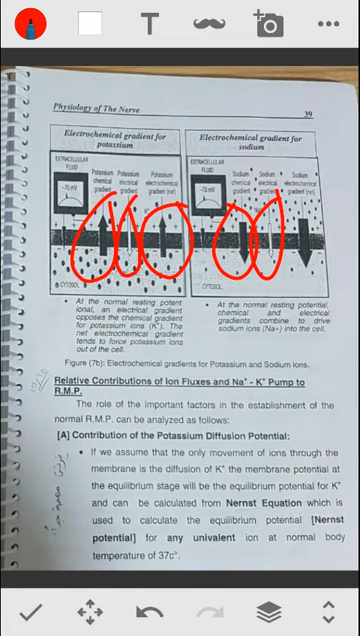 T
Physiology of The Nerve
39
Electrochemical gradient for
potassium
EXTRACELLULAR
FLUID
-70 mV
Potassium
chemical
gradient
Potassium
electrical
gradient
Potassium
electrochemical
gradient (net)
CYTOSOL
• At the normal resting potent
ional, an electrical gradient
opposes the chemical gradient
for potassium ions (K⁺). The
net electrochemical gradient
tends to force potassium ions
out of the cell.
Electrochemical gradient for
sodium
EXTRACELLULAR
FLUID
-70 mV
Sodium
chemical
gradient
+
Sodium
electrical
gradient
Sodium
electrochemical
gradient (net)
CYTOSOL
• At the normal resting potential,
chemical and electrical
gradients combine to drive
sodium ions (Na+) into the cell.
Figure (7b): Electrochemical gradients for Potassium and Sodium ions.
Relative Contributions of Ion Fluxes and Na⁺ - K⁺ Pump to
R.M.P.
The role of the important factors in the establishment of the
normal R.M.P. can be analyzed as follows:
[A] Contribution of the Potassium Diffusion Potential:
• If we assume that the only movement of ions through the
membrane is the diffusion of K⁺ the membrane potential at
the equilibrium stage will be the equilibrium potential for K⁺
and can be calculated from Nernst Equation which is
used to calculate the equilibrium potential [Nernst
potential] for any univalent ion at normal body
temperature of 37c°.